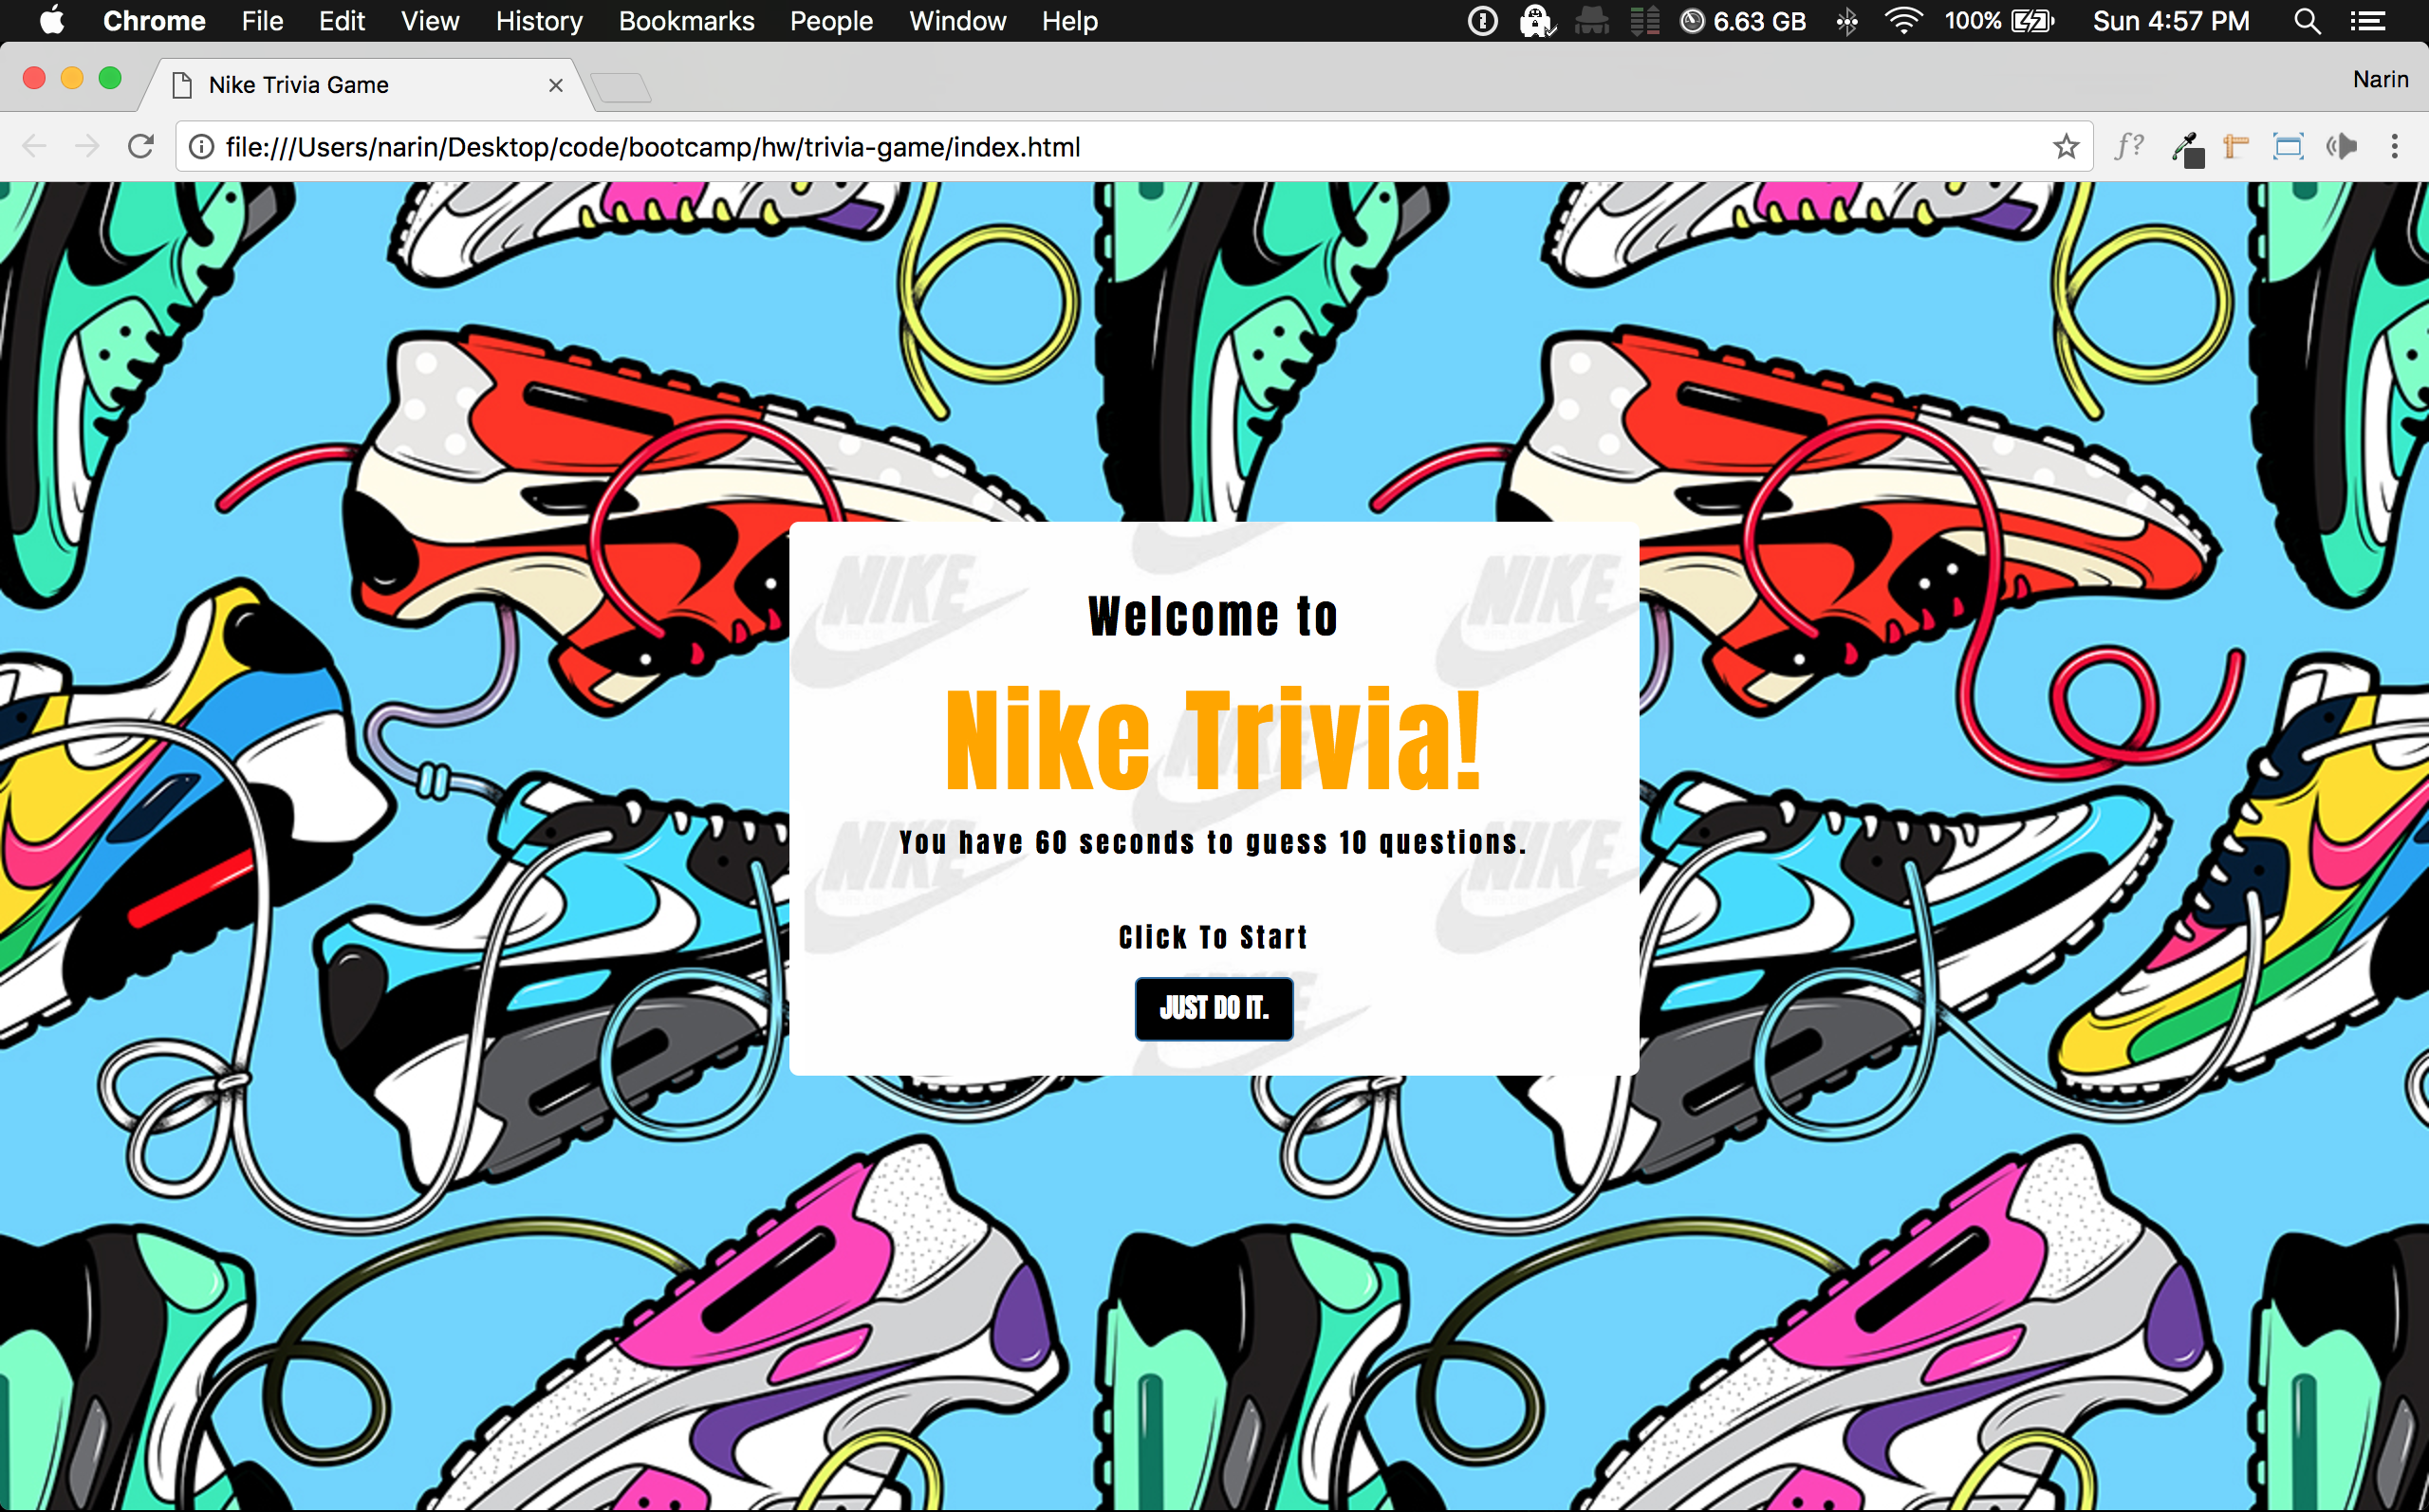 Chrome File Edit View History Bookmarks People Window Help 6.63 GB 100% Sun 4:57 PM
Nike Trivia Game Narin
file:///Users/narin/Desktop/code/bootcamp/hw/trivia-game/index.html f?
NIKE NIKE
Welcome to
Nike Trivia!
You have 60 seconds to guess 10 questions.
NIKE NIKE
Click To Start
NIKE
JUST DO IT.